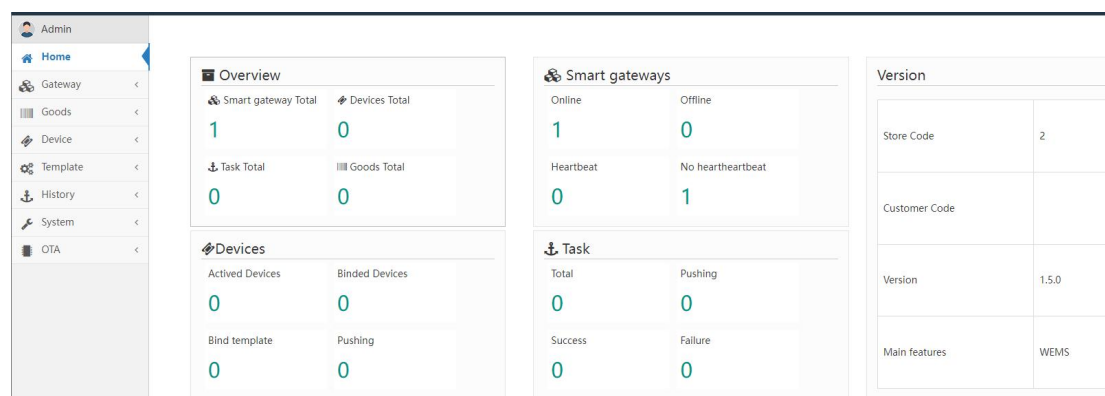 Admin
Home
Gateway
Goods
Device
Template
History
System
OTA
Overview
Smart gateway Total Devices Total
1 0
Task Total Goods Total
0 0
Devices
Actived Devices Binded Devices
0 0
Bind template Pushing
0 0
Smart gateways
Online Offline
1 0
Heartbeat No heartheartbeat
0 1
Task
Total Pushing
0 0
Success Failure
0 0
Version
Store Code 2
Customer Code
Version 1.5.0
Main features WEMS